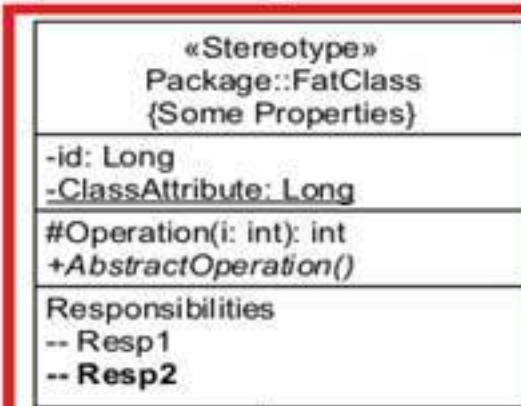 «Stereotype»
Package::FatClass
{Some Properties}
-id: Long
-ClassAttribute: Long
#Operation(i: int): int
+AbstractOperation()
Responsibilities
-- Resp1
-- Resp2